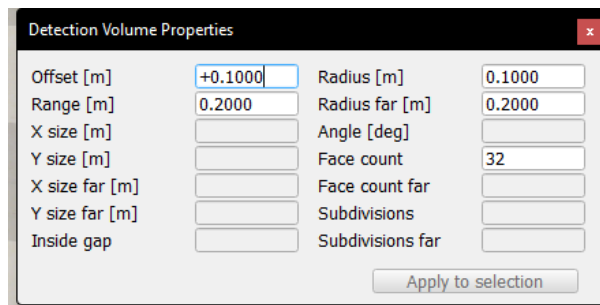 Detection Volume Properties x
Offset [m] +0.1000 Radius [m] 0.1000
Range [m] 0.2000 Radius far [m] 0.2000
X size [m] Angle [deg]
Y size [m] Face count 32
X size far [m] Face count far
Y size far [m] Subdivisions
Inside gap Subdivisions far
Apply to selection